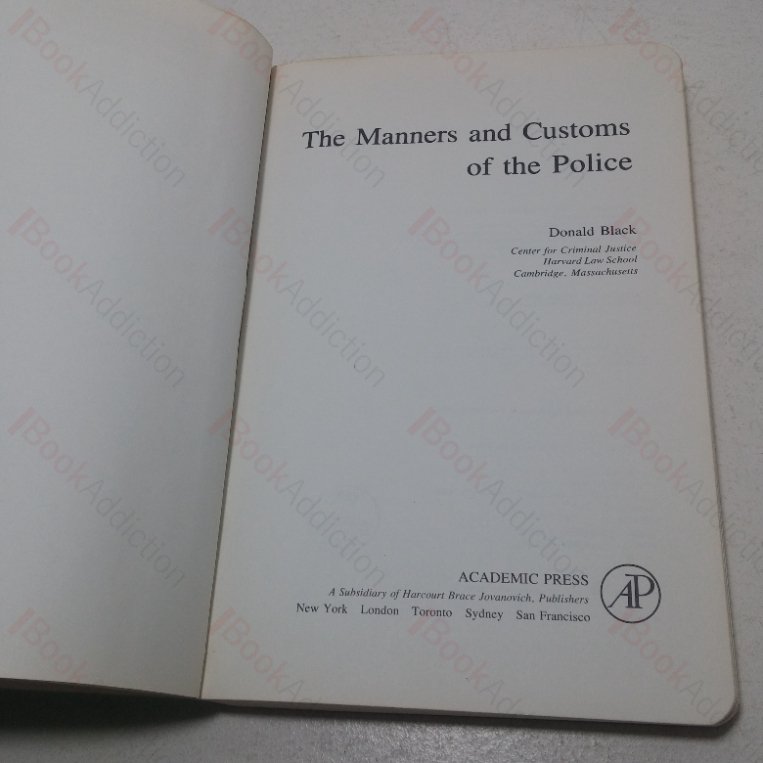 The Manners and Customs
of the Police
Donald Black
Center for Criminal Justice
Harvard Law School
Cambridge, Massachusetts
ACADEMIC PRESS
A Subsidiary of Harcourt Brace Jovanovich, Publishers
New York London Toronto Sydney San Francisco
AP
BookAddiction